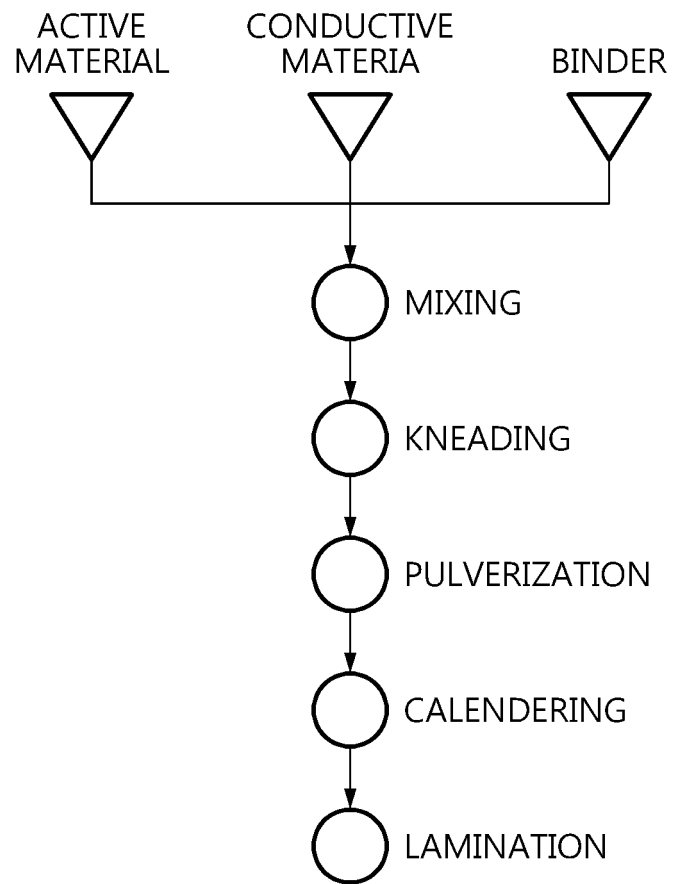 ACTIVE
MATERIAL
CONDUCTIVE
MATERIA
BINDER
MIXING
KNEADING
PULVERIZATION
CALENDERING
LAMINATION